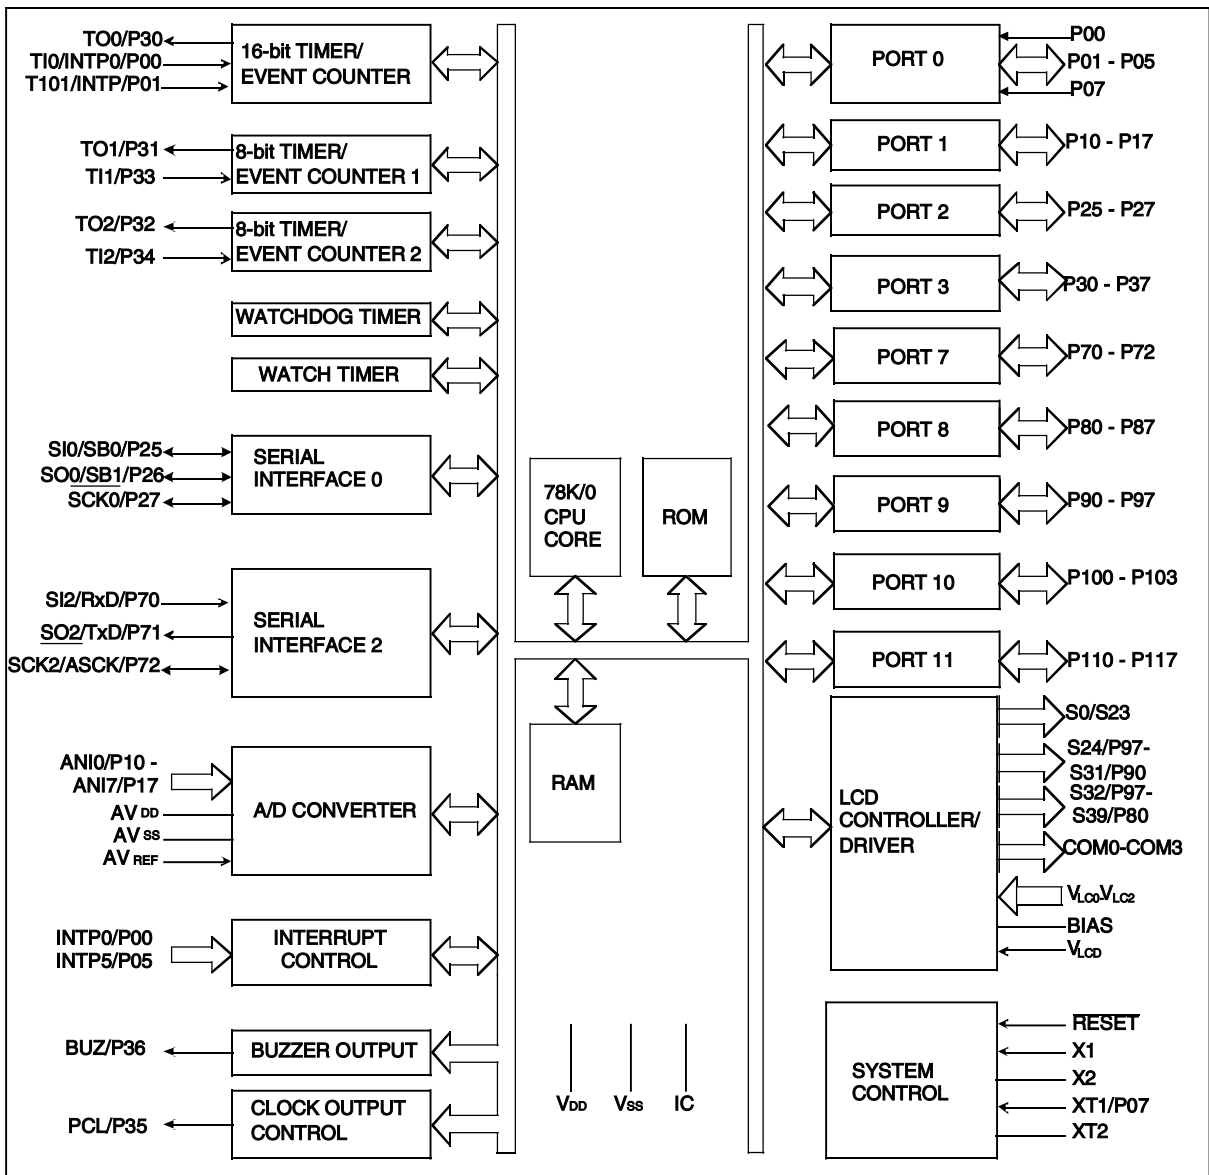 TO0/P30
TI0/INTP0/P00
T101/INTP/P01
16-bit TIMER/
EVENT COUNTER
TO1/P31
TI1/P33
8-bit TIMER/
EVENT COUNTER 1
TO2/P32
TI2/P34
8-bit TIMER/
EVENT COUNTER 2
WATCHDOG TIMER
WATCH TIMER
SI0/SB0/P25
SO0/SB1/P26
SCK0/P27
SERIAL
INTERFACE 0
SI2/RxD/P70
SO2/TxD/P71
SCK2/ASCK/P72
SERIAL
INTERFACE 2
ANI0/P10 -
ANI7/P17
AVDD
AVSS
AVREF
A/D CONVERTER
INTP0/P00
INTP5/P05
INTERRUPT
CONTROL
BUZ/P36
BUZZER OUTPUT
PCL/P35
CLOCK OUTPUT
CONTROL
78K/0
CPU
CORE
ROM
RAM
VDD
VSS
IC
PORT 0
P00
P01 - P05
P07
PORT 1
P10 - P17
PORT 2
P25 - P27
PORT 3
P30 - P37
PORT 7
P70 - P72
PORT 8
P80 - P87
PORT 9
P90 - P97
PORT 10
P100 - P103
PORT 11
P110 - P117
LCD
CONTROLLER/
DRIVER
S0/S23
S24/P97-
S31/P90
S32/P97-
S39/P80
COM0-COM3
VLC0-VLC2
BIAS
VLCD
SYSTEM
CONTROL
RESET
X1
X2
XT1/P07
XT2